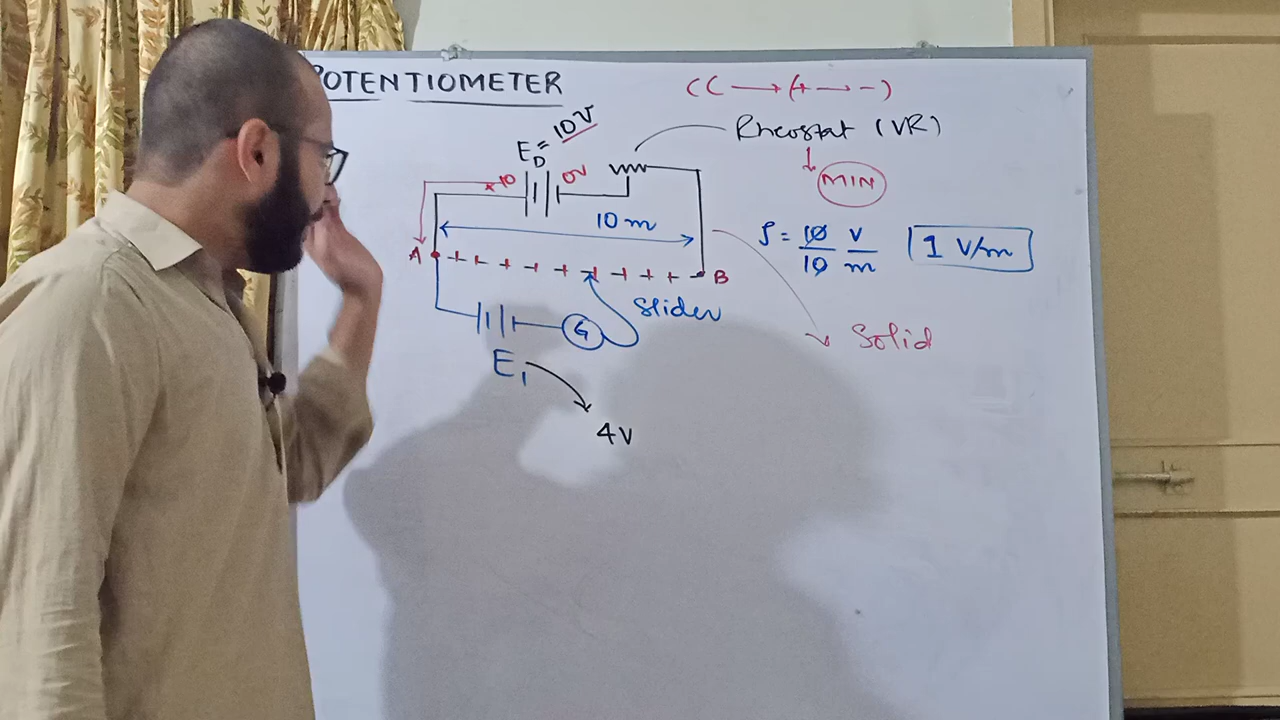 POTENTIOMETER
CC → (+ → -)
E_D = 10V
Rheostat (VR)
10
0V
MIN
10 m
ρ = 10/10 V/m
1 V/m
A
B
Slider
G
Solid
E₁
4V